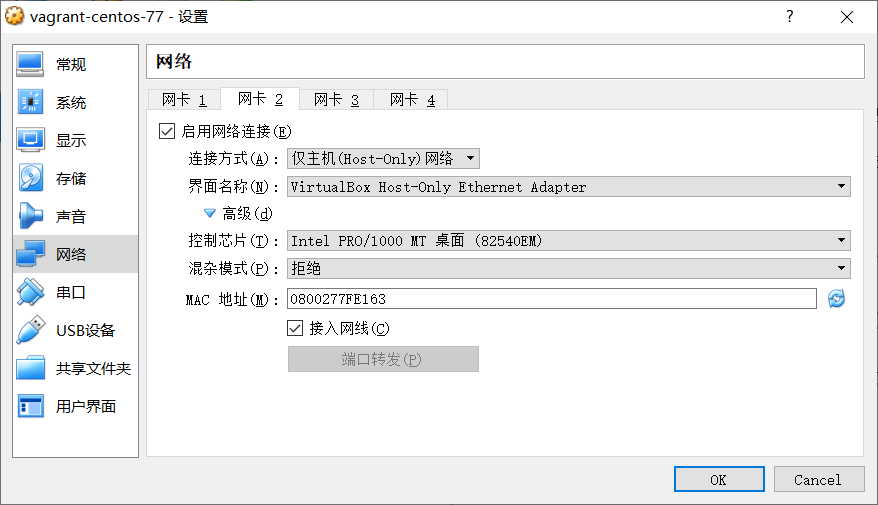 vagrant-centos-77 - 设置
?
常规
系统
显示
存储
声音
网络
串口
USB设备
共享文件夹
用户界面
网络
网卡 1 网卡 2 网卡 3 网卡 4
启用网络连接(E)
连接方式(A): 仅主机(Host-Only)网络
界面名称(N): VirtualBox Host-Only Ethernet Adapter
高级(d)
控制芯片(T): Intel PRO/1000 MT 桌面 (82540EM)
混杂模式(P): 拒绝
MAC 地址(M): 0800277FE163
接入网线(C)
端口转发(P)
OK Cancel